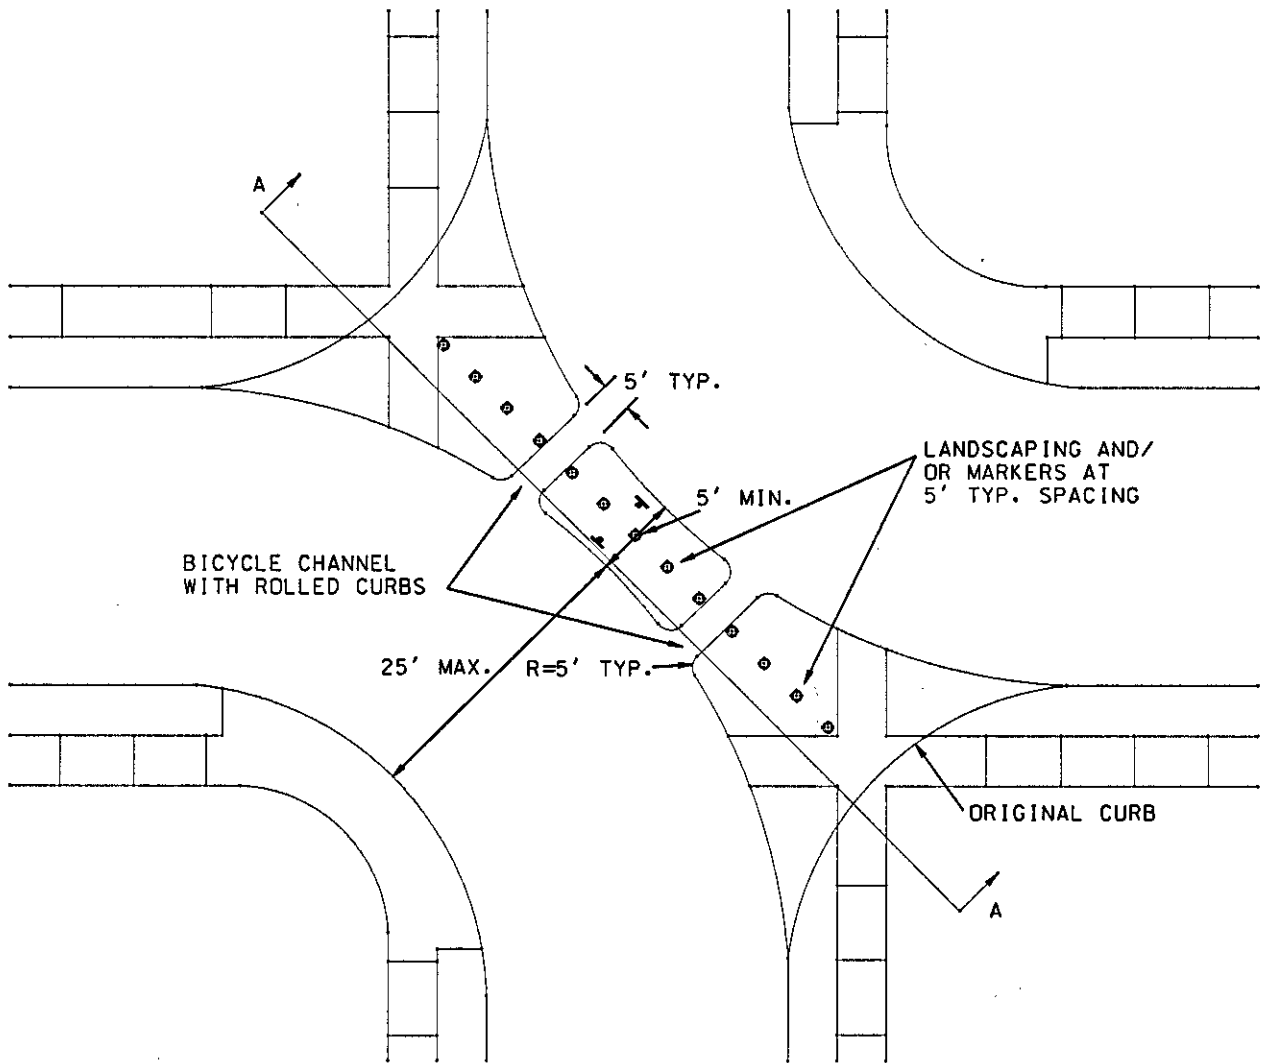 A
5' TYP.
LANDSCAPING AND/
OR MARKERS AT
5' TYP. SPACING
5' MIN.
BICYCLE CHANNEL
WITH ROLLED CURBS
25' MAX.
R=5' TYP.
ORIGINAL CURB
A